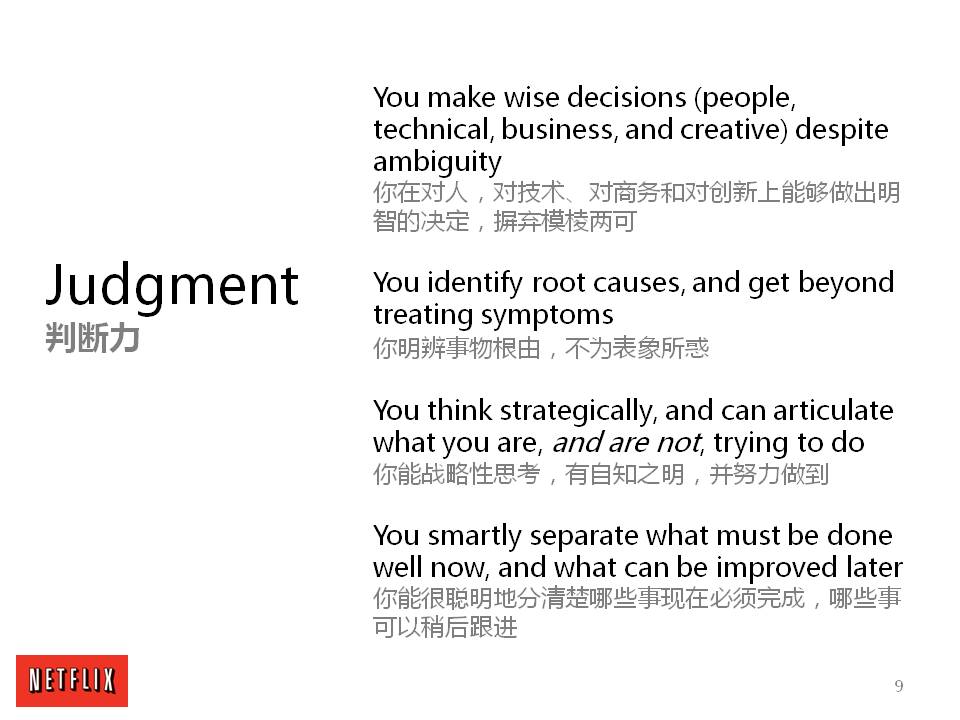 Judgment
判断力
You make wise decisions (people,
technical, business, and creative) despite
ambiguity
你在对人，对技术、对商务和对创新上能够做出明
智的决定，摒弃模棱两可
You identify root causes, and get beyond
treating symptoms
你明辨事物根由，不为表象所惑
You think strategically, and can articulate
what you are, and are not, trying to do
你能战略性思考，有自知之明，并努力做到
You smartly separate what must be done
well now, and what can be improved later
你能很聪明地分清楚哪些事现在必须完成，哪些事
可以稍后跟进
NETFLIX
9